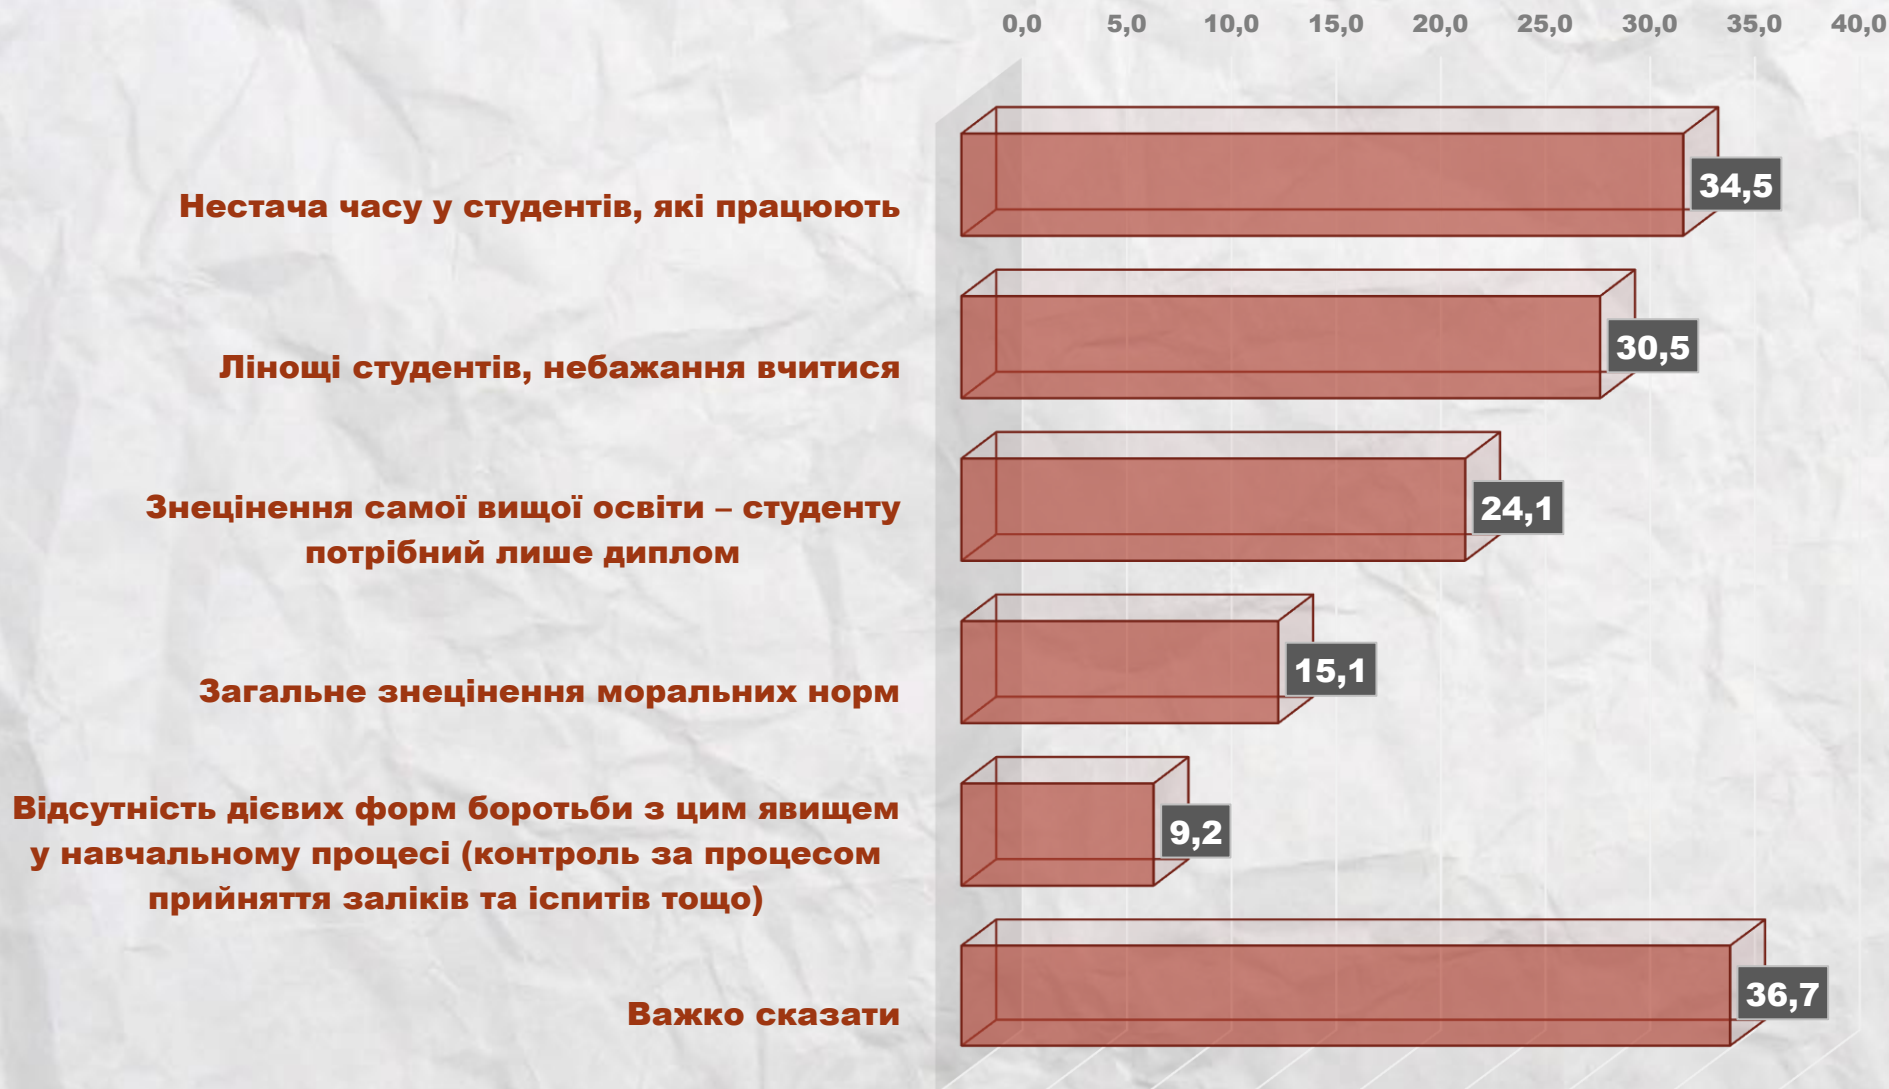 0,0 5,0 10,0 15,0 20,0 25,0 30,0 35,0 40,0
Нестача часу у студентів, які працюють
34,5
Лінощі студентів, небажання вчитися
30,5
Знецінення самої вищої освіти – студенту
потрібний лише диплом
24,1
Загальне знецінення моральних норм
15,1
Відсутність дієвих форм боротьби з цим явищем
у навчальному процесі (контроль за процесом
прийняття заліків та іспитів тощо)
9,2
Важко сказати
36,7